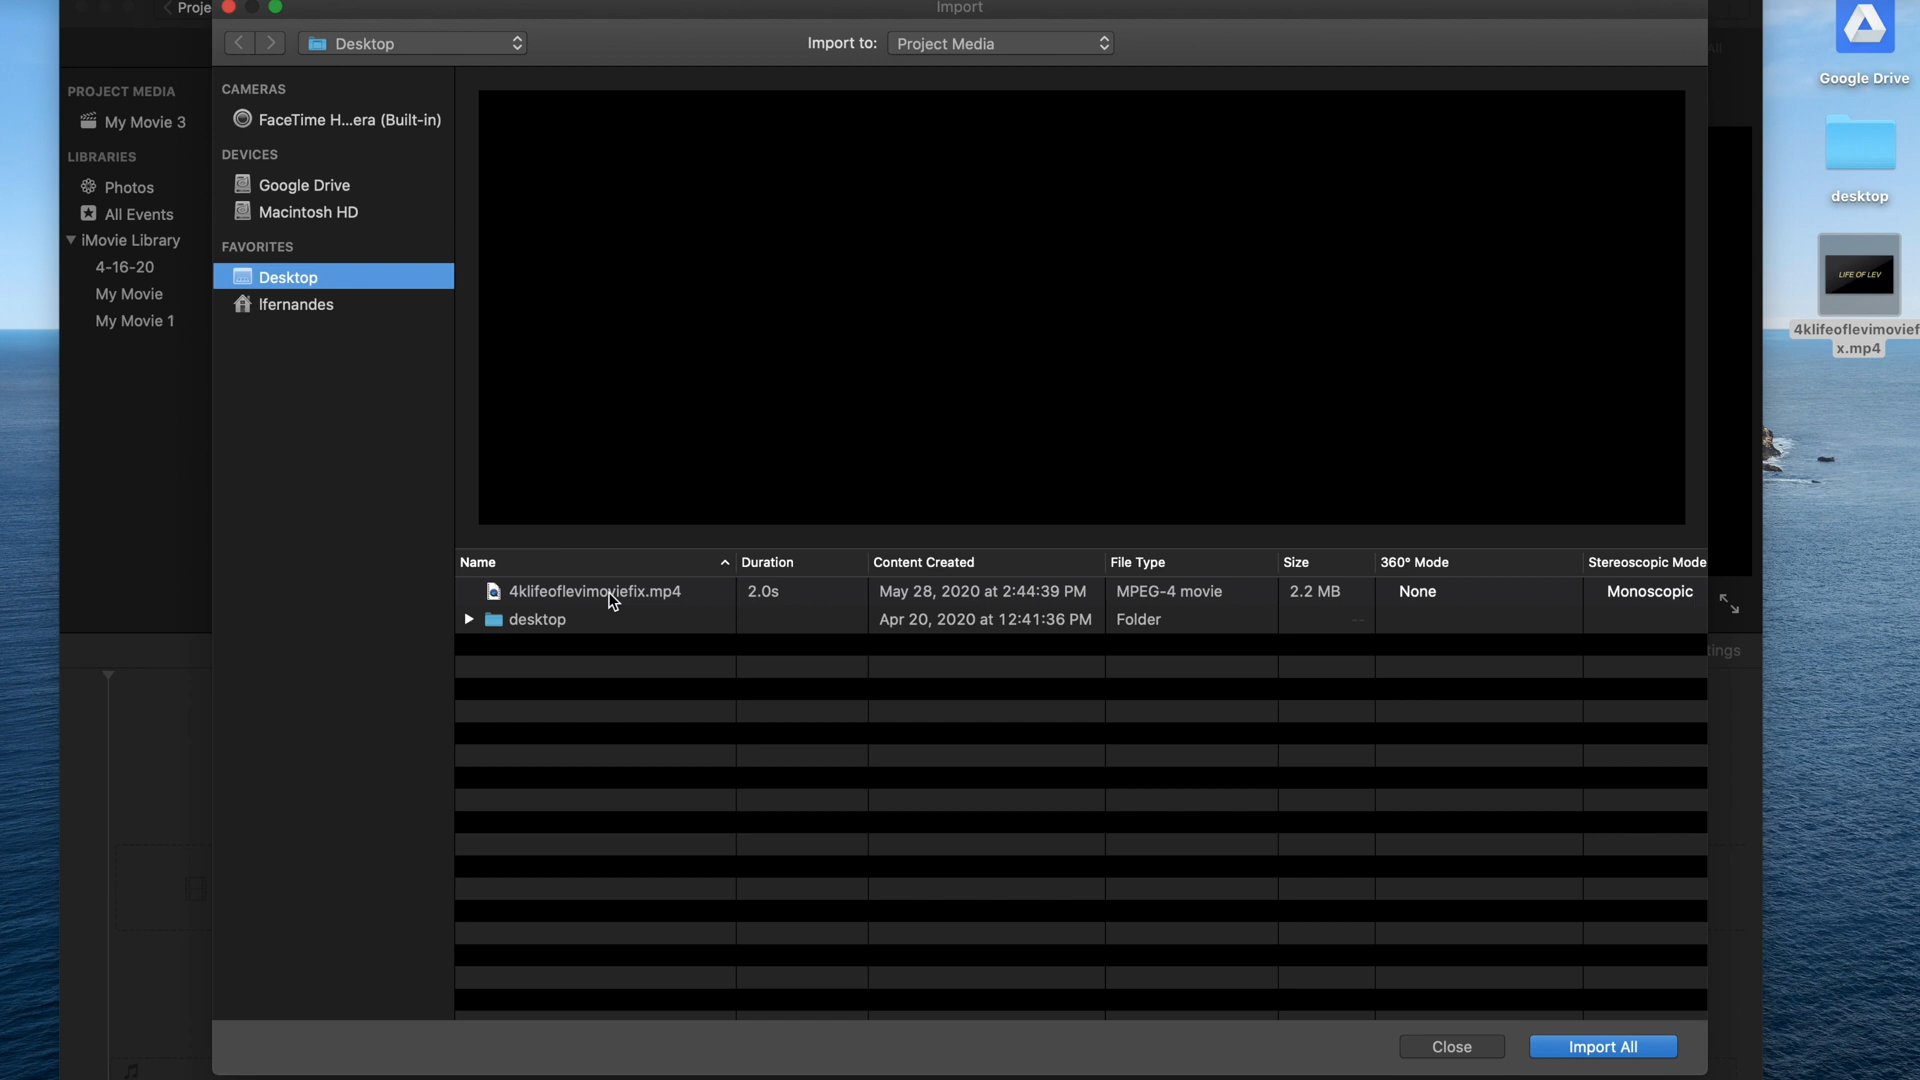 Proje
Import
Desktop
Import to:
Project Media
All
CAMERAS
FaceTime H...era (Built-in)
DEVICES
Google Drive
Macintosh HD
FAVORITES
Desktop
lfernandes
PROJECT MEDIA
My Movie 3
LIBRARIES
Photos
All Events
iMovie Library
4-16-20
My Movie
My Movie 1
Name
Duration
Content Created
File Type
Size
360° Mode
Stereoscopic Mode
4klifeoflevimoviefix.mp4
2.0s
May 28, 2020 at 2:44:39 PM
MPEG-4 movie
2.2 MB
None
Monoscopic
desktop
Apr 20, 2020 at 12:41:36 PM
Folder
--
tings
Close
Import All
Google Drive
desktop
LIFE OF LEV
4klifeoflevimovief
x.mp4